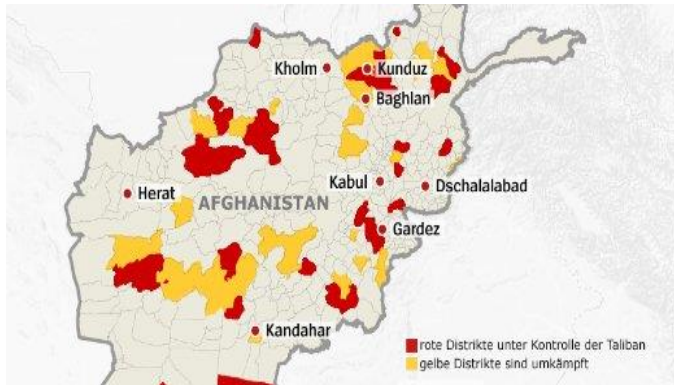 Kholm
Kunduz
Baghlan
Kabul
Dschalalabad
Herat
AFGHANISTAN
Gardez
Kandahar
rote Distrikte unter Kontrolle der Taliban
gelbe Distrikte sind umkämpft